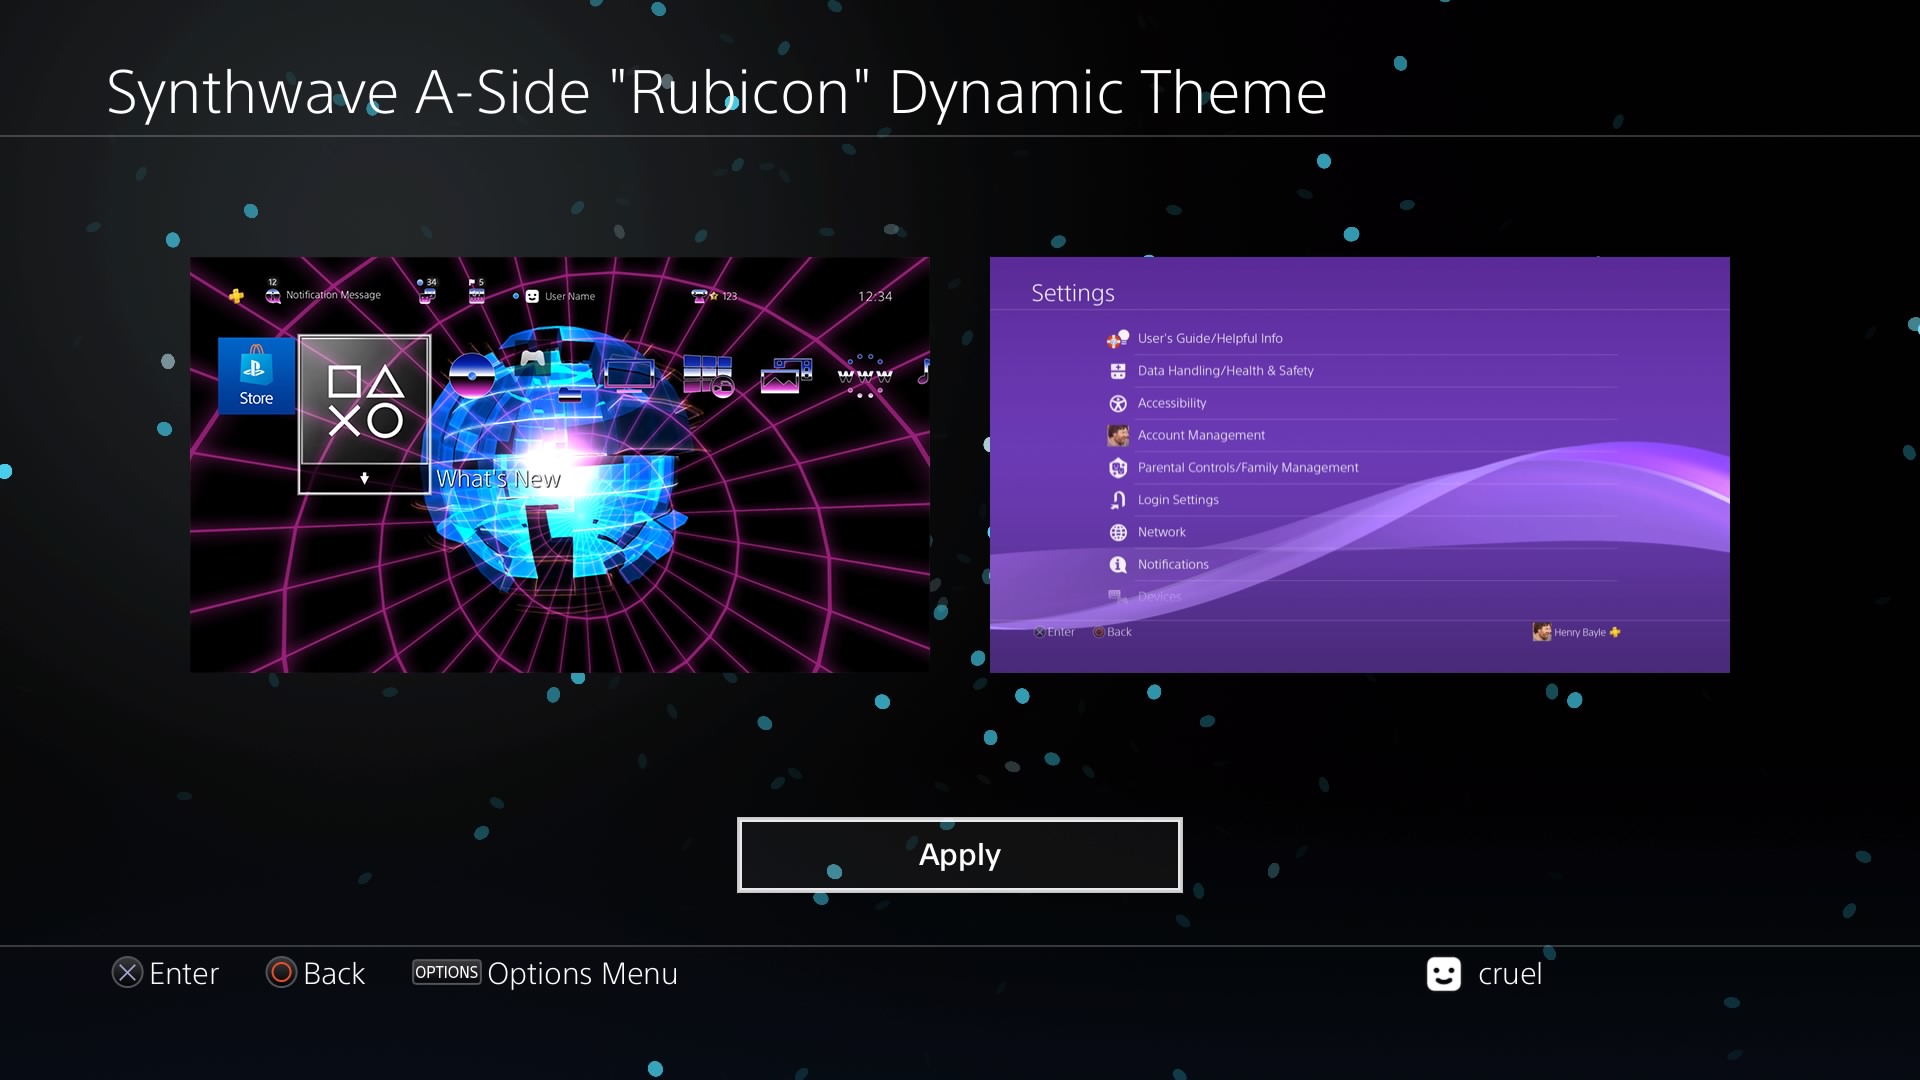 Synthwave A-Side "Rubicon" Dynamic Theme
12
Notification Message
34
5
User Name
123
12:34
Store
www
What's New
Settings
User's Guide/Helpful Info
Data Handling/Health & Safety
Accessibility
Account Management
Parental Controls/Family Management
Login Settings
Network
Notifications
Devices
Enter
Back
Henry Bayle
Apply
Enter
Back
OPTIONS Options Menu
cruel